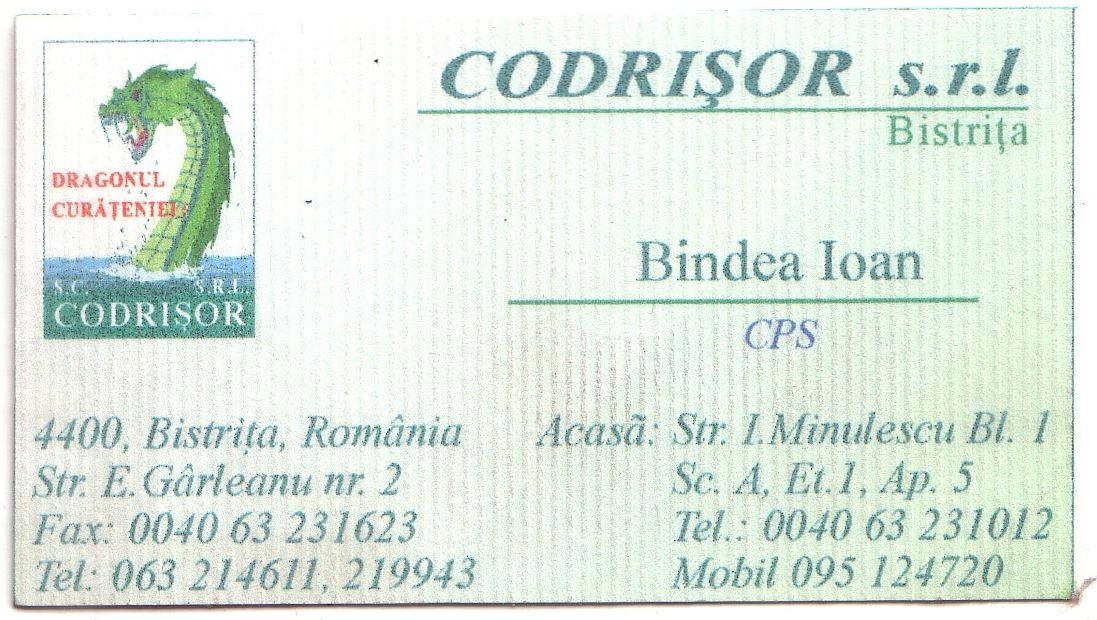 CODRIŞOR s.r.l.
Bistriţa
DRAGONUL
CURĂŢENIEI
S.C. S.R.L.
CODRIŞOR
Bindea Ioan
CPS
4400, Bistriţa, România
Str. E.Gârleanu nr. 2
Fax: 0040 63 231623
Tel.: 063 214611, 219943
Acasã: Str. I.Minulescu Bl. 1
Sc. A, Et.1, Ap. 5
Tel.: 0040 63 231012
Mobil 095 124720